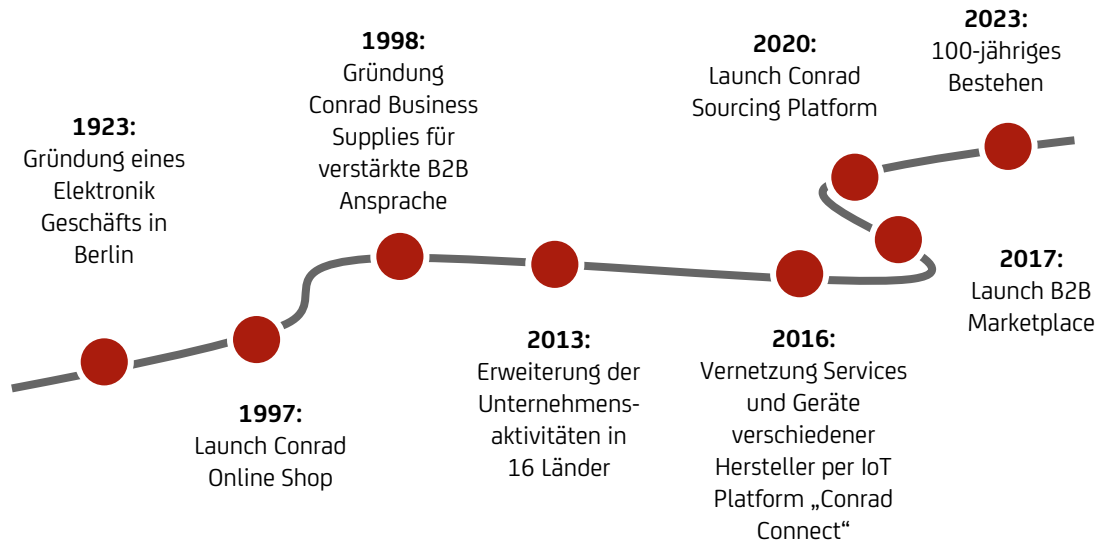 1923:
Gründung eines
Elektronik
Geschäfts in
Berlin
1997:
Launch Conrad
Online Shop
1998:
Gründung
Conrad Business
Supplies für
verstärkte B2B
Ansprache
2013:
Erweiterung der
Unternehmens-
aktivitäten in
16 Länder
2016:
Vernetzung Services
und Geräte
verschiedener
Hersteller per IoT
Platform „Conrad
Connect“
2017:
Launch B2B
Marketplace
2020:
Launch Conrad
Sourcing Platform
2023:
100-jähriges
Bestehen